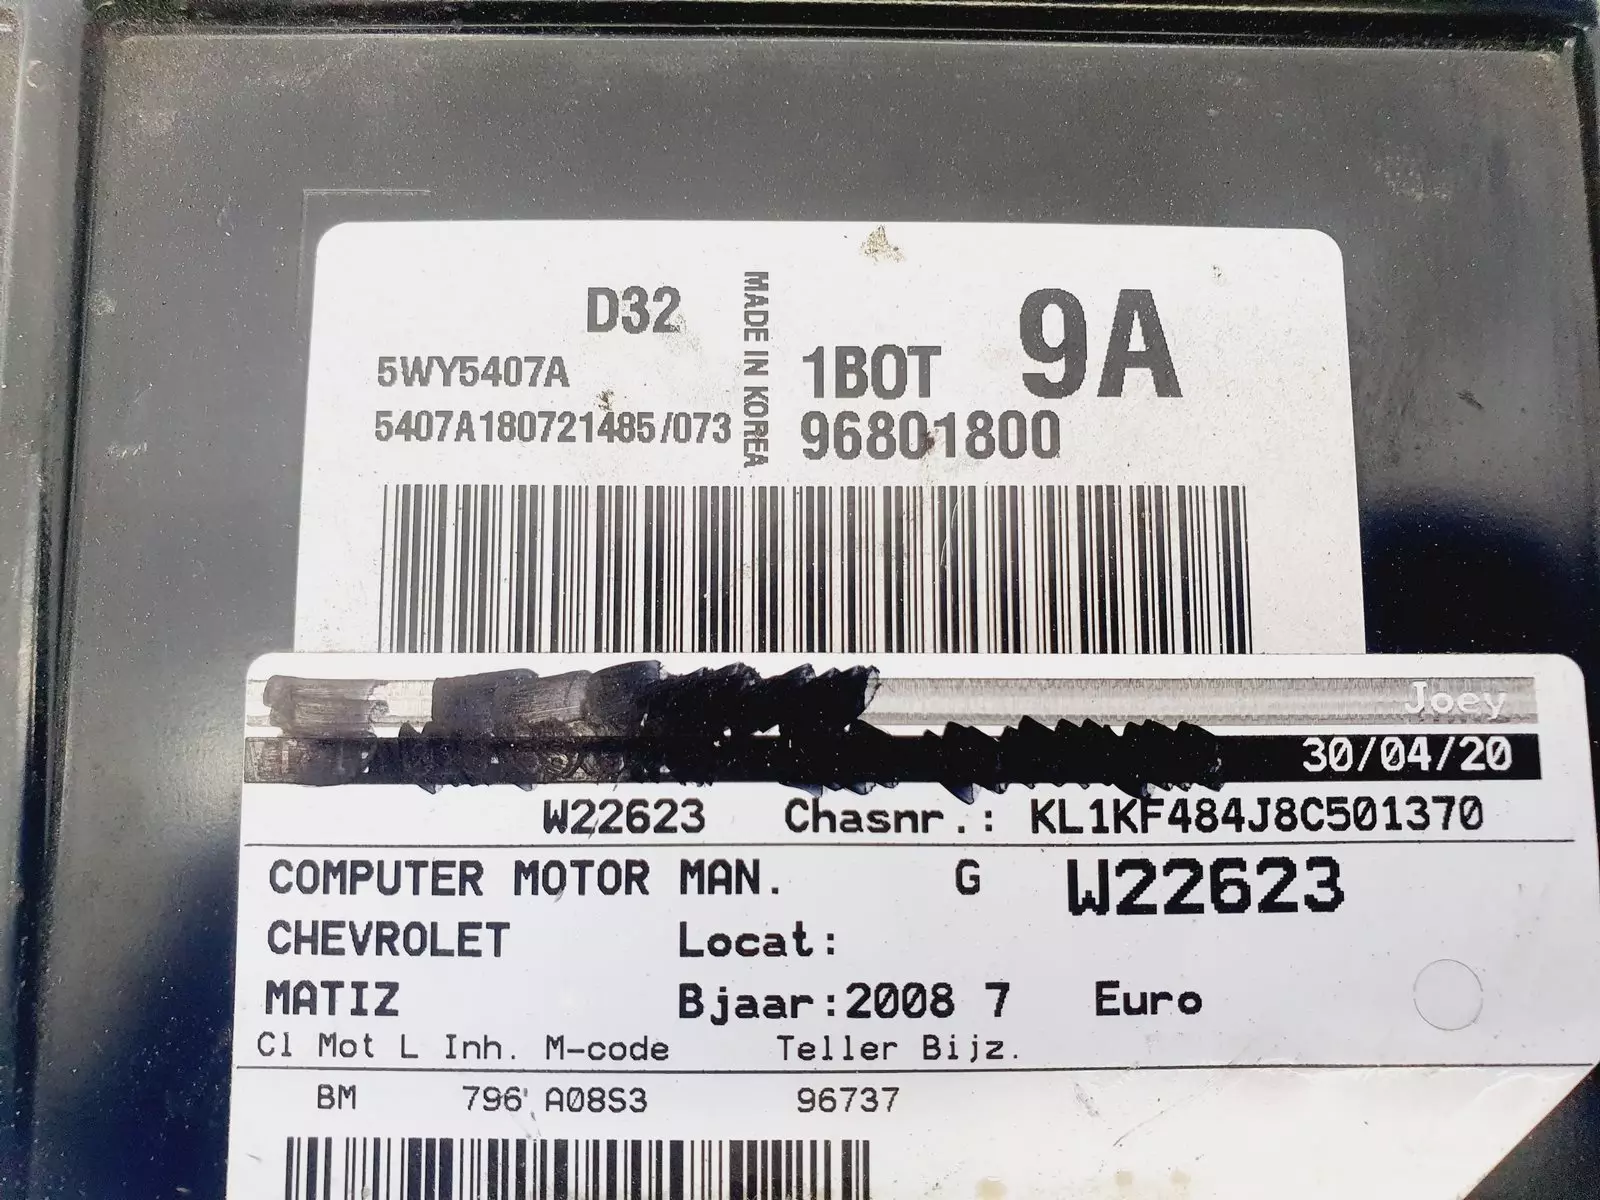 D32
9A
5WY5407A
1BOT
5407A180721485/073
96801800
MADE IN KOREA
Joey
30/04/20
W22623 Chasnr.: KL1KF484J8C501370
COMPUTER MOTOR MAN. G W22623
CHEVROLET Locat:
MATIZ Bjaar:2008 7 Euro
Cl Mot L Inh. M-code Teller Bijz.
BM 796 A08S3 96737